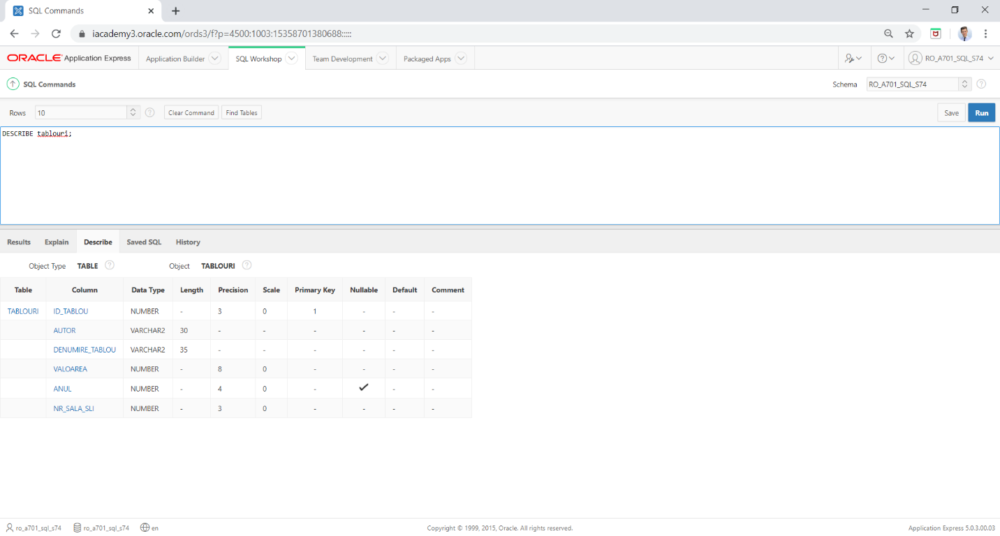 SQL Commands
iacademy3.oracle.com/ords3/f?p=4500:1003:15358701380688:::::
ORACLE Application Express Application Builder SQL Workshop Team Development Packaged Apps RO_A701_SQL_S74
SQL Commands Schema RO_A701_SQL_S74
Rows 10 Clear Command Find Tables Save Run
DESCRIBE tablouri;
Results Explain Describe Saved SQL History
Object Type TABLE Object TABLOURI
Table Column Data Type Length Precision Scale Primary Key Nullable Default Comment
TABLOURI ID_TABLOU NUMBER - 3 0 1 - - -
AUTOR VARCHAR2 30 - - - - - -
DENUMIRE_TABLOU VARCHAR2 35 - - - - - -
VALOAREA NUMBER - 8 0 - - - -
ANUL NUMBER - 4 0 - ✓ - -
NR_SALA_SLI NUMBER - 3 0 - - - -
ro_a701_sql_s74 ro_a701_sql_s74 en Copyright © 1999, 2015, Oracle. All rights reserved. Application Express 5.0.3.00.03